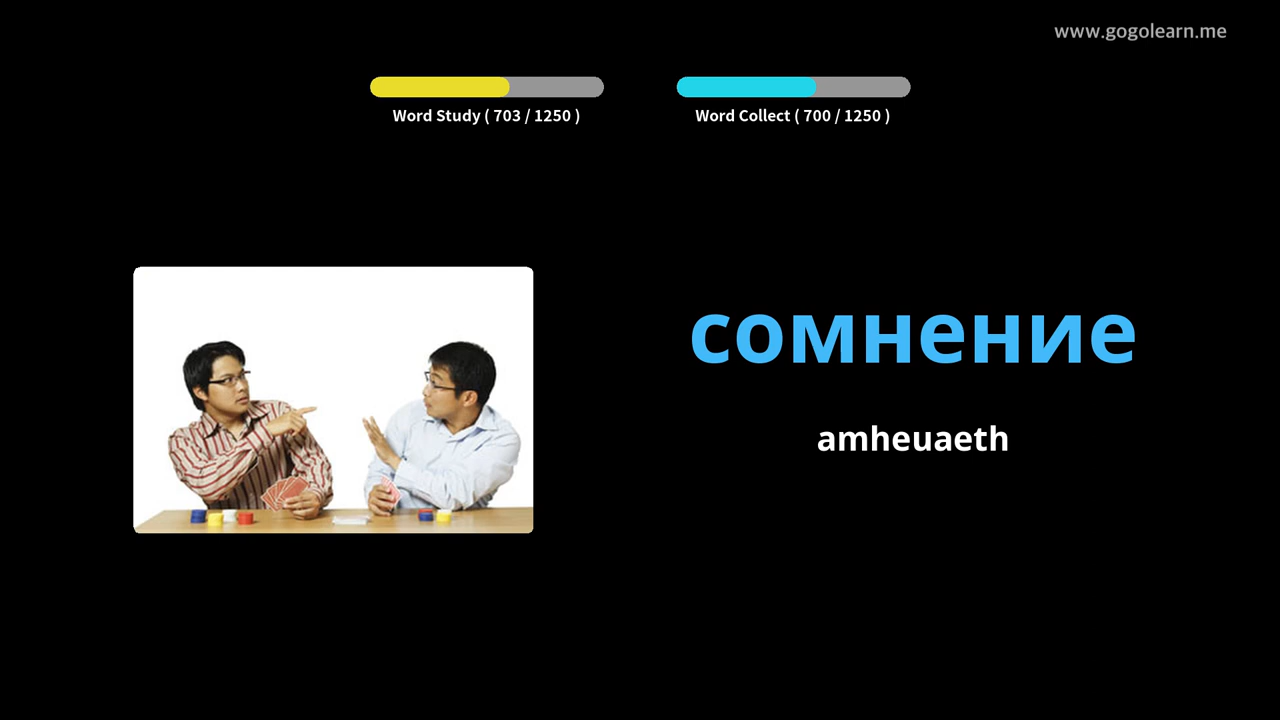 www.gogolearn.me
Word Study ( 703 / 1250 )
Word Collect ( 700 / 1250 )
сомнение
amheuaeth